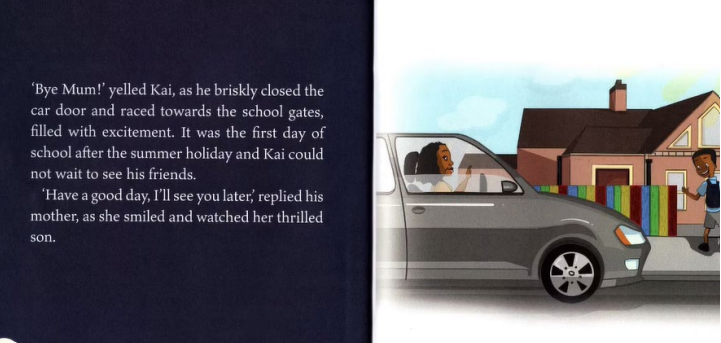 ‘Bye Mum!’ yelled Kai, as he briskly closed the
car door and raced towards the school gates,
filled with excitement. It was the first day of
school after the summer holiday and Kai could
not wait to see his friends.
‘Have a good day, I’ll see you later,’ replied his
mother, as she smiled and watched her thrilled
son.